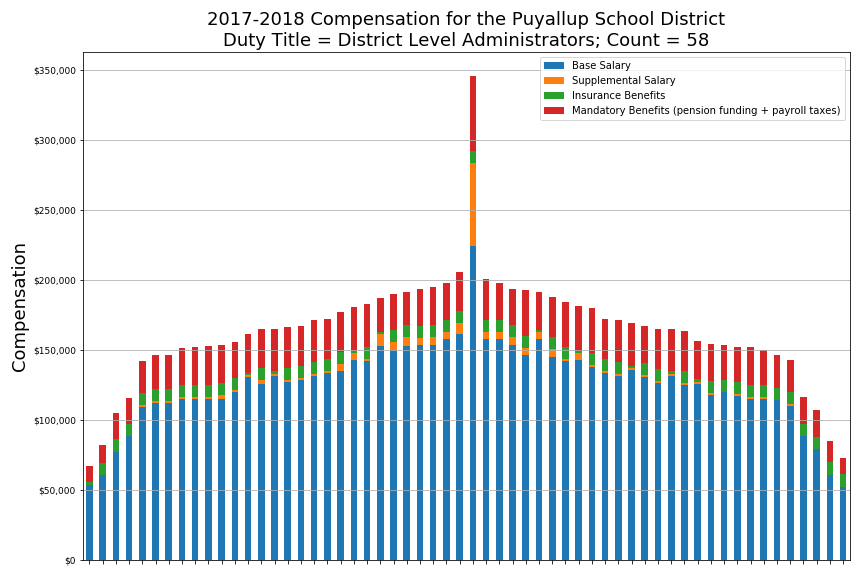 2017-2018 Compensation for the Puyallup School District
Duty Title = District Level Administrators; Count = 58
Base Salary
Supplemental Salary
Insurance Benefits
Mandatory Benefits (pension funding + payroll taxes)
Compensation
$350,000
$300,000
$250,000
$200,000
$150,000
$100,000
$50,000
$0